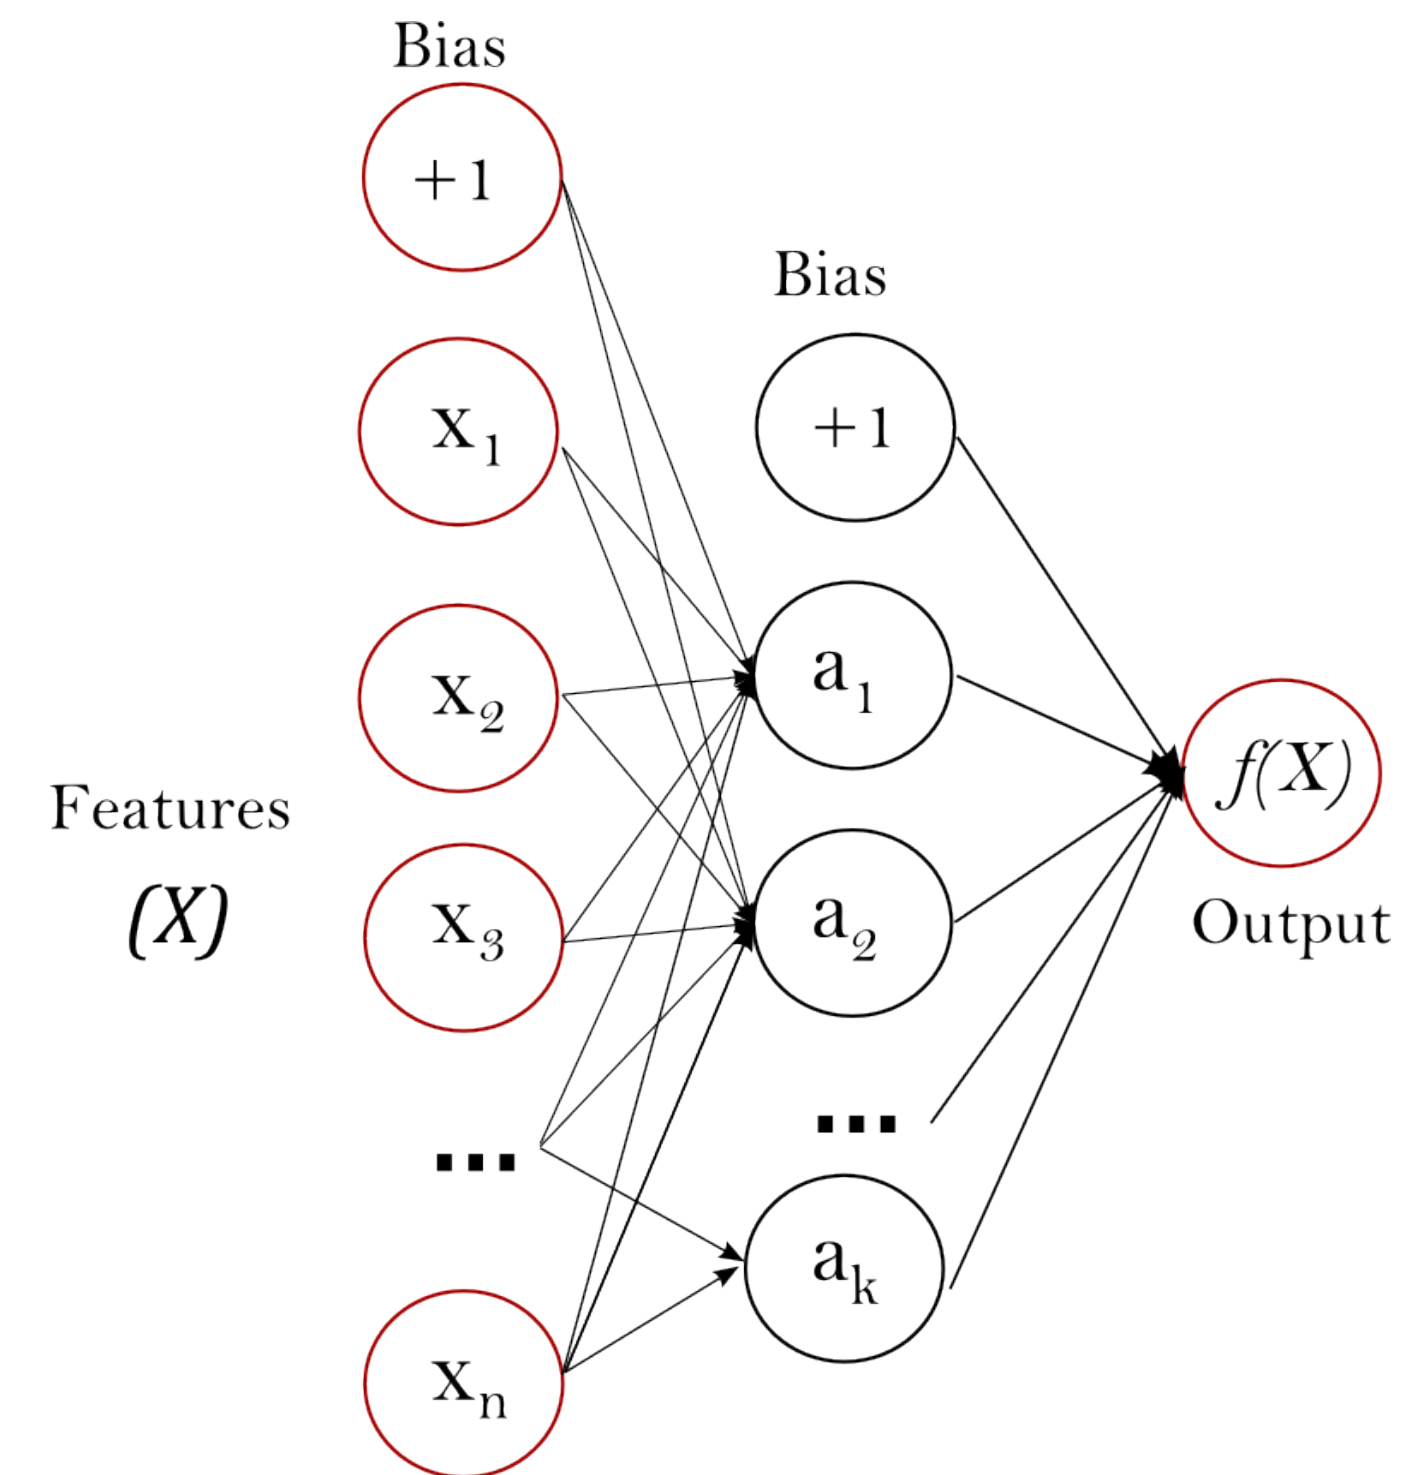 Bias
+1
x1
x2
x3
...
xn
Features
(X)
Bias
+1
a1
a2
...
ak
f(X)
Output